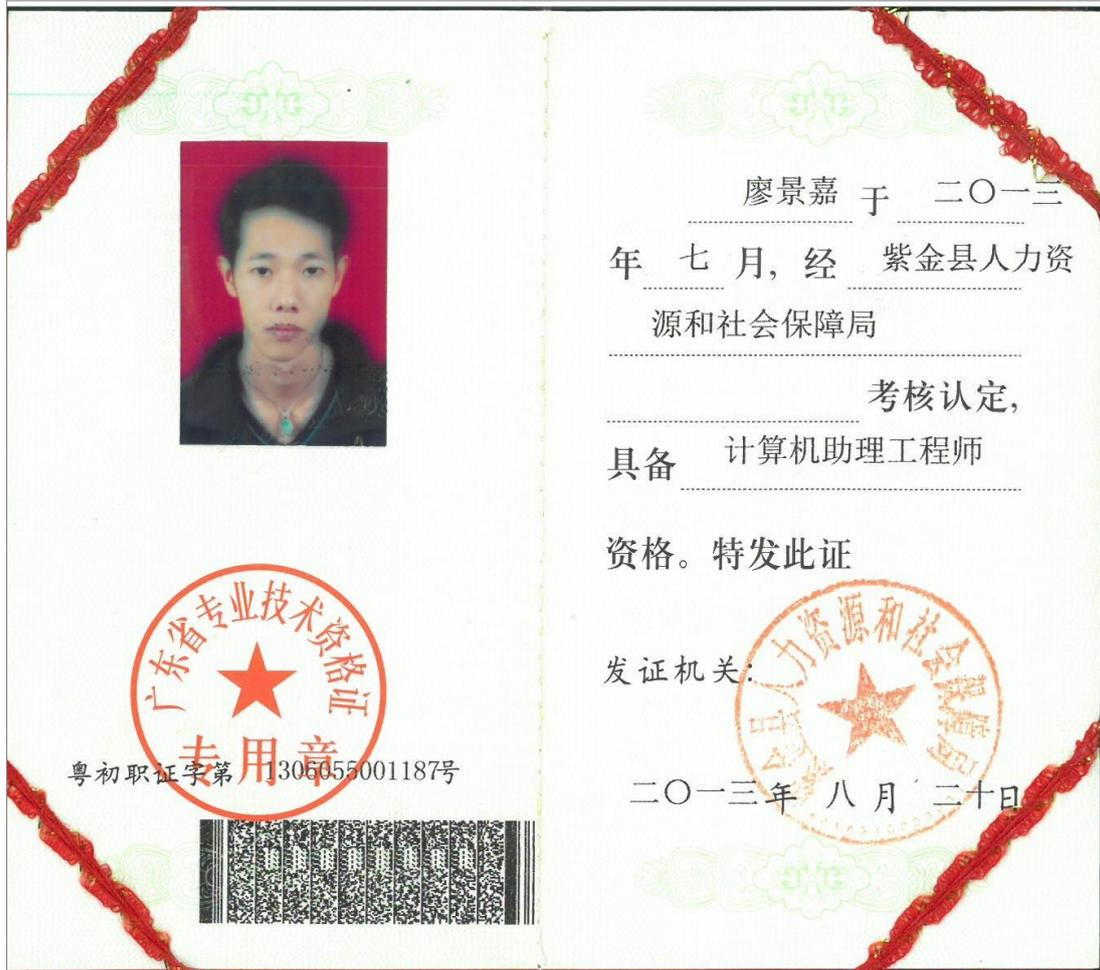 广东省专业技术资格证
专用章
粤初职证字第 1306055001187号
廖景嘉 于 二〇一三
年 七 月, 经 紫金县人力资
源和社会保障局
考核认定,
具备 计算机助理工程师
资格。特发此证
紫金县人力资源和社会保障局
发证机关:
二〇一三年 八 月 二十日